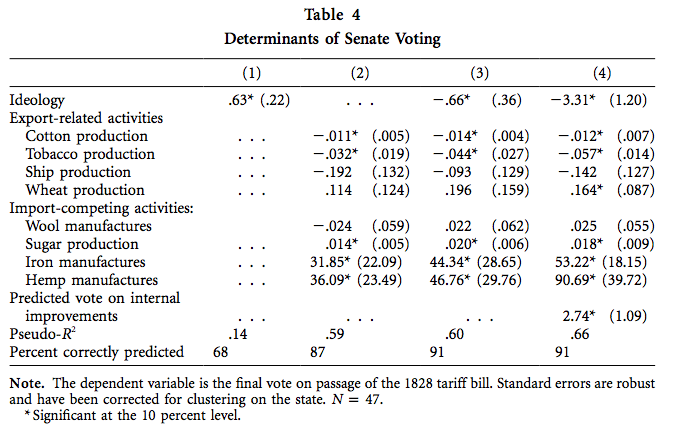 Table 4
Determinants of Senate Voting
(1) (2) (3) (4)
Ideology .63* (.22) . . . −.66* (.36) −3.31* (1.20)
Export-related activities
Cotton production . . . −.011* (.005) −.014* (.004) −.012* (.007)
Tobacco production . . . −.032* (.019) −.044* (.027) −.057* (.014)
Ship production . . . −.192 (.132) −.093 (.129) −.142 (.127)
Wheat production . . . .114 (.124) .196 (.159) .164* (.087)
Import-competing activities:
Wool manufactures −.024 (.059) .022 (.062) .025 (.055)
Sugar production . . . .014* (.005) .020* (.006) .018* (.009)
Iron manufactures . . . 31.85* (22.09) 44.34* (28.65) 53.22* (18.15)
Hemp manufactures . . . 36.09* (23.49) 46.76* (29.76) 90.69* (39.72)
Predicted vote on internal
improvements . . . . . . . . . 2.74* (1.09)
Pseudo-R² .14 .59 .60 .66
Percent correctly predicted 68 87 91 91
Note. The dependent variable is the final vote on passage of the 1828 tariff bill. Standard errors are robust
and have been corrected for clustering on the state. N = 47.
* Significant at the 10 percent level.